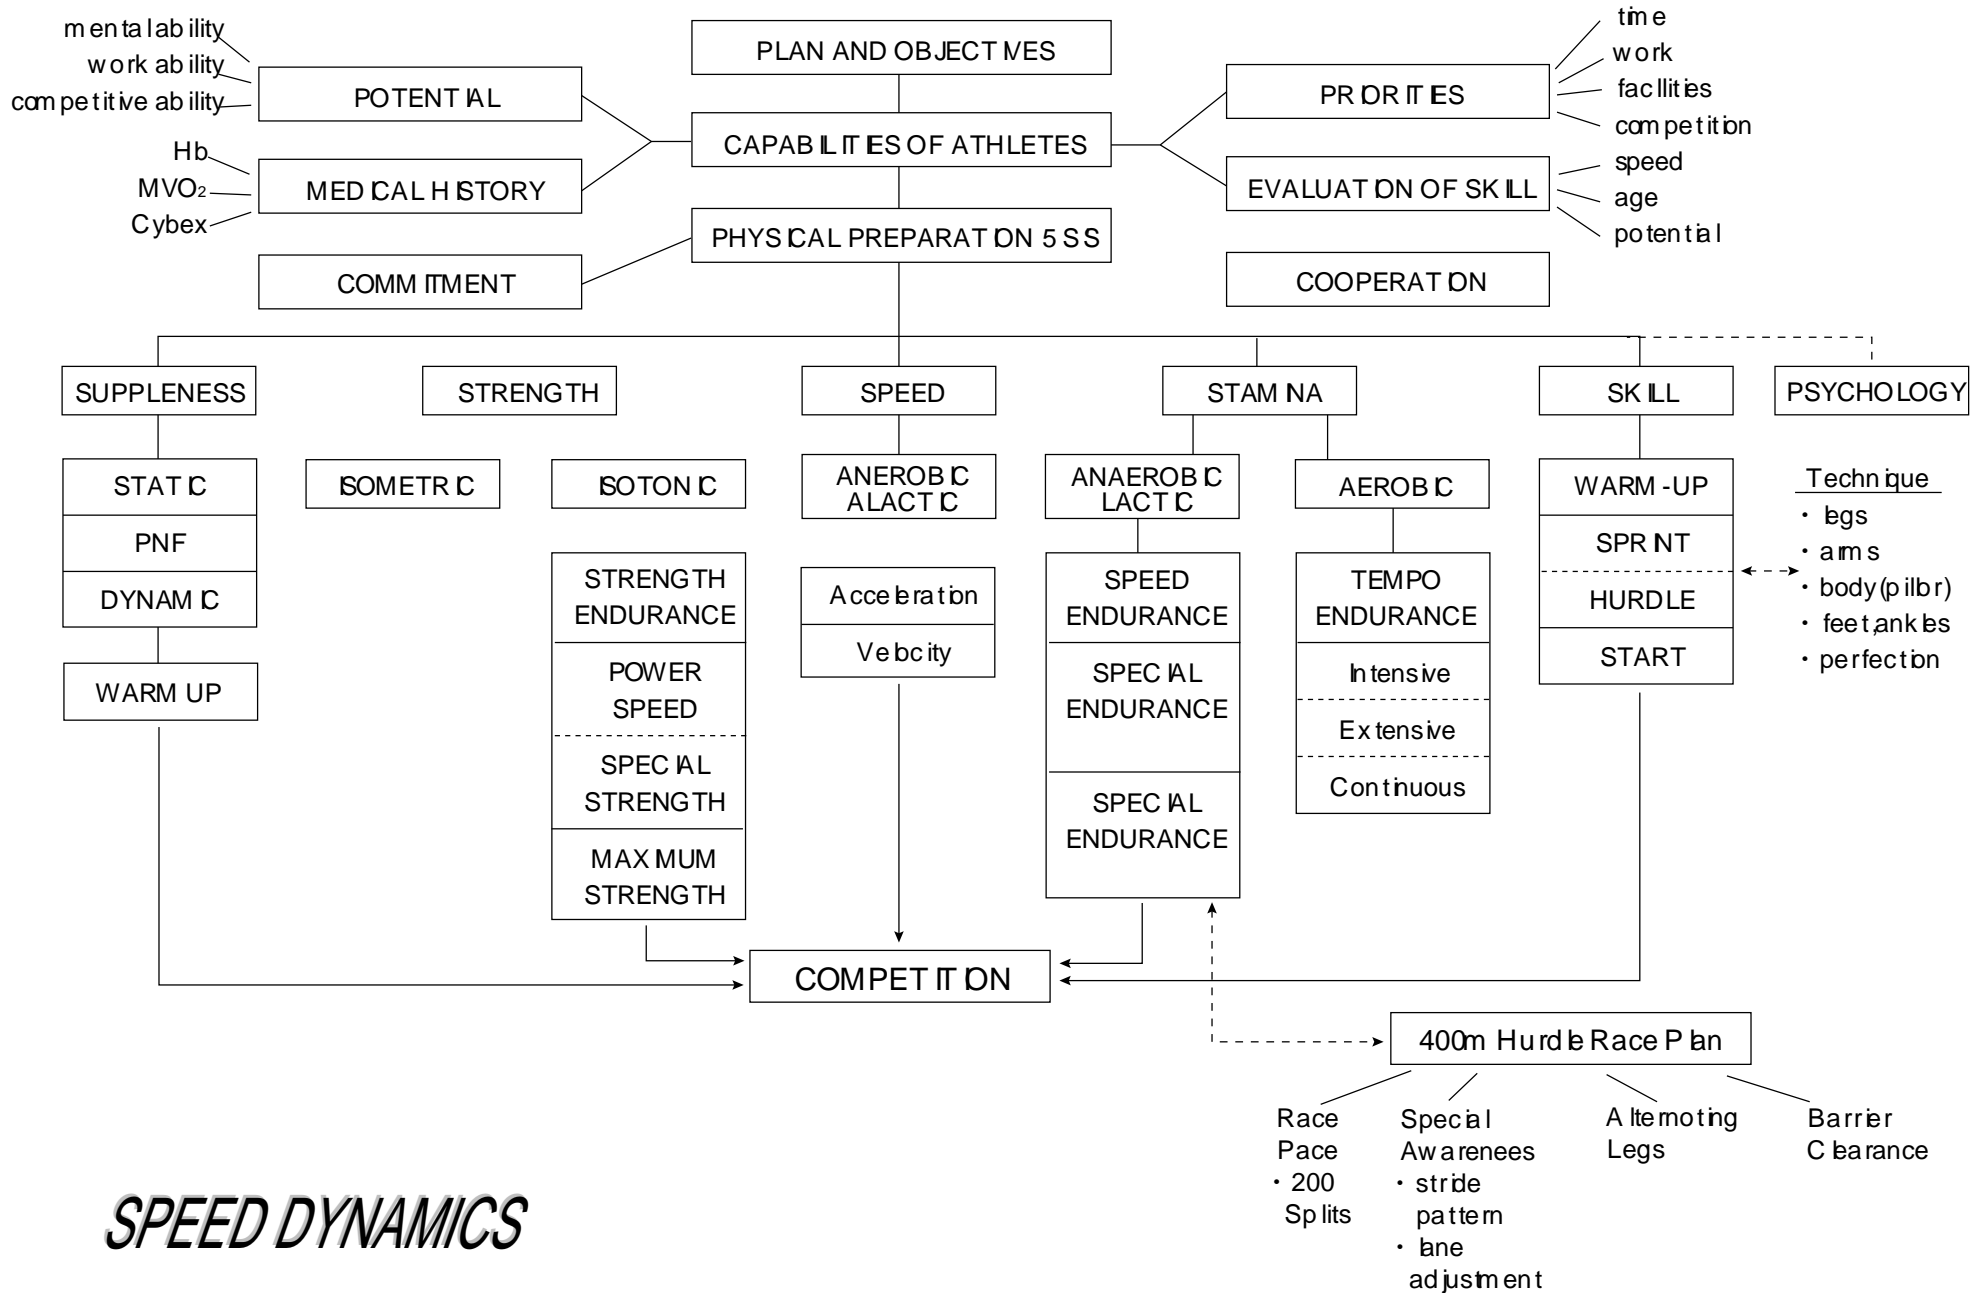 mental ability
work ability
competitive ability
POTENTIAL
Hb
MVO2
Cybex
MEDICAL HISTORY
COMMITMENT
PLAN AND OBJECTIVES
CAPABILITIES OF ATHLETES
PHYSICAL PREPARATION 5 SS
PRIORITIES
time
work
facllities
competition
EVALUATION OF SKILL
speed
age
potential
COOPERATION
SUPPLENESS
STRENGTH
SPEED
STAMINA
SKILL
PSYCHOLOGY
STATIC
PNF
DYNAMIC
WARM UP
ISOMETRIC
ISOTONIC
STRENGTH
ENDURANCE
POWER
SPEED
SPECIAL
STRENGTH
MAXIMUM
STRENGTH
ANEROBIC
ALACTIC
Acceleration
Velocity
ANAEROBIC
LACTIC
SPEED
ENDURANCE
SPECIAL
ENDURANCE
SPECIAL
ENDURANCE
AEROBIC
TEMPO
ENDURANCE
Intensive
Extensive
Continuous
WARM-UP
SPRINT
HURDLE
START
Technique
・legs
・arms
・body(pillor)
・feet,ankles
・perfection
COMPETITION
400m Hurdle Race Plan
Race
Pace
・200
Splits
Special
Awarenees
・stride
pattern
・lane
adjustment
Alternoting
Legs
Barrier
Clearance
SPEED DYNAMICS